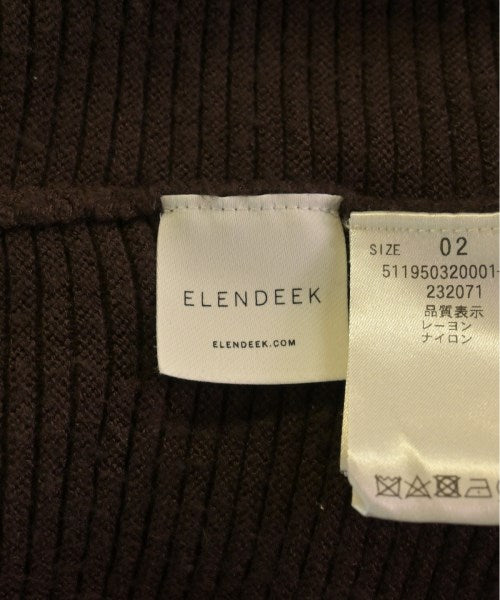 ELENDEEK
ELENDEEK.COM
SIZE 02
511950320001-
232071
品質表示
レーヨン
ナイロン